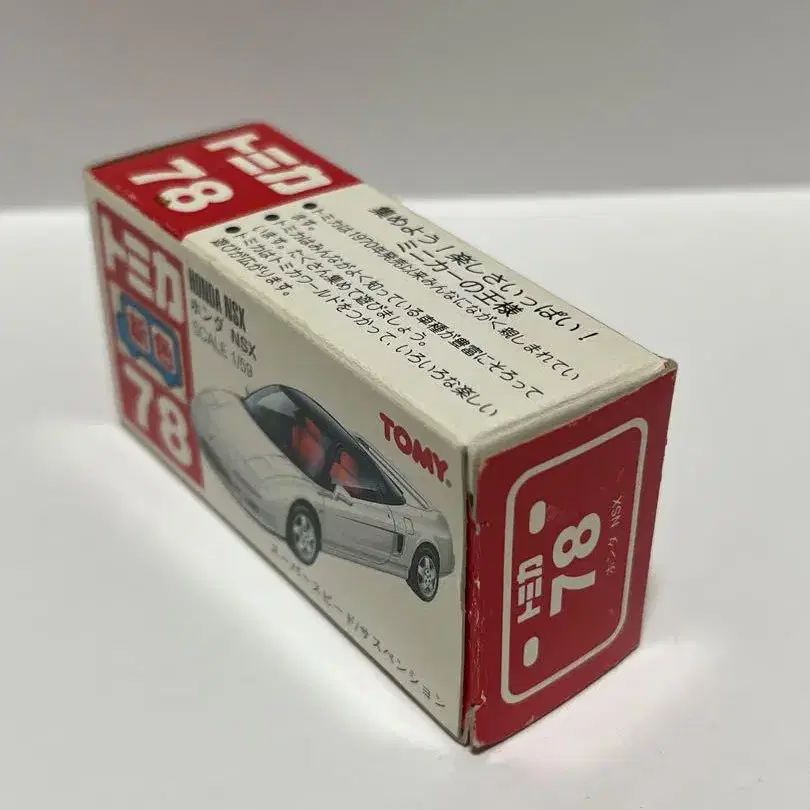 トミカ
78
集めよう！楽しさいっぱい！
ミニカーの王様
●トミカは1970年発売以来みんなにながく親しまれてい
ます。
●トミカはみんながよく知っている車種が豊富にそろって
います。たくさん集めて遊びましょう。
●トミカはトミカワールドをつかって、いろいろな楽しい
遊びが広がります。
トミカ
78
HONDA NSX
ホンダ NSX
SCALE 1/59
TOMY
スーパースピード/サスペンション
トミカ
78
ホンダ NSX